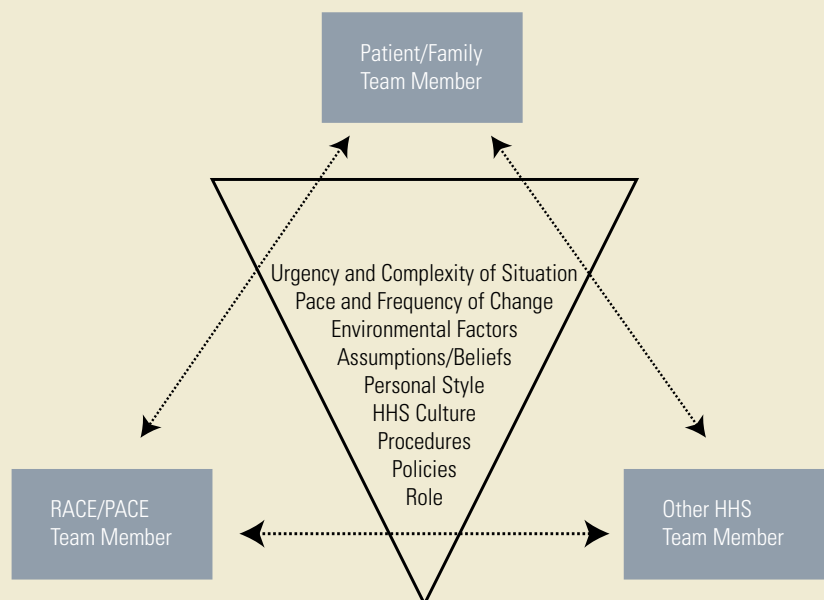 Patient/Family
Team Member
Urgency and Complexity of Situation
Pace and Frequency of Change
Environmental Factors
Assumptions/Beliefs
Personal Style
HHS Culture
Procedures
Policies
Role
RACE/PACE
Team Member
Other HHS
Team Member